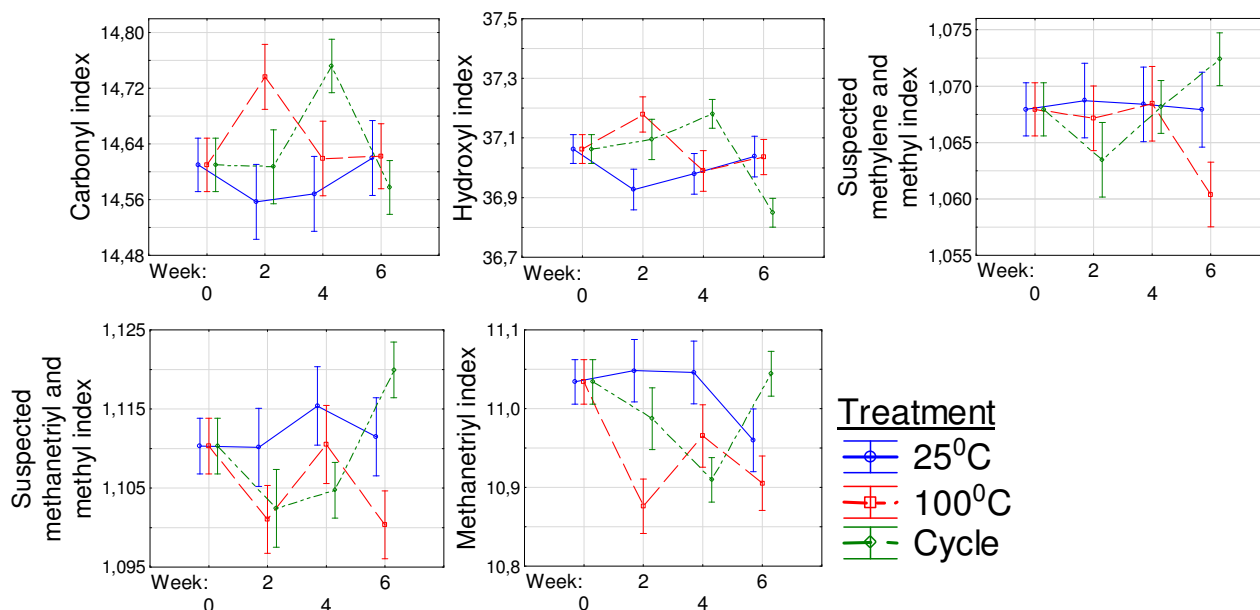 Carbonyl index
14,80
14,72
14,64
14,56
14,48
Week:
0
2
4
6
Hydroxyl index
37,5
37,3
37,1
36,9
36,7
Week:
0
2
4
6
Suspected
methylene and
methyl index
1,075
1,070
1,065
1,060
1,055
Week:
0
2
4
6
Suspected
methanetriyl and
methyl index
1,125
1,115
1,105
1,095
Week:
0
2
4
6
Methanetriyl index
11,1
11,0
10,9
10,8
Week:
0
2
4
6
Treatment
25⁰C
100⁰C
Cycle